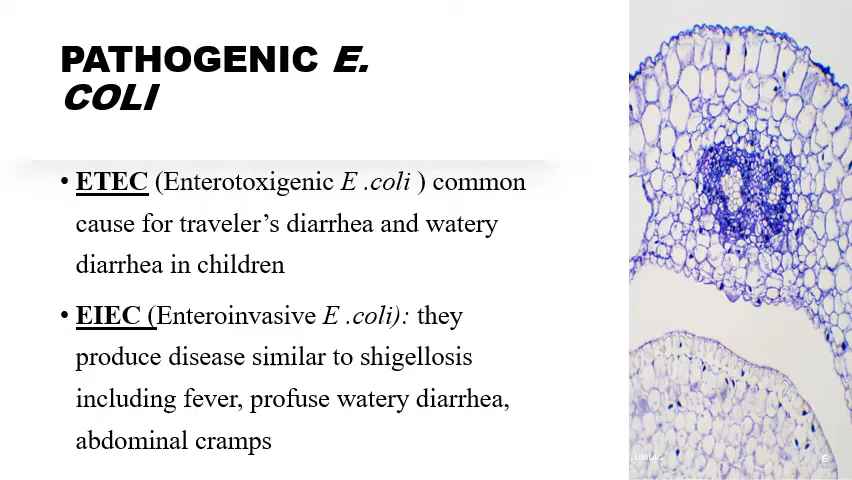 PATHOGENIC E.
COLI
• ETEC (Enterotoxigenic E .coli ) common
cause for traveler’s diarrhea and watery
diarrhea in children
• EIEC (Enteroinvasive E .coli): they
produce disease similar to shigellosis
including fever, profuse watery diarrhea,
abdominal cramps
, UNILAG
6